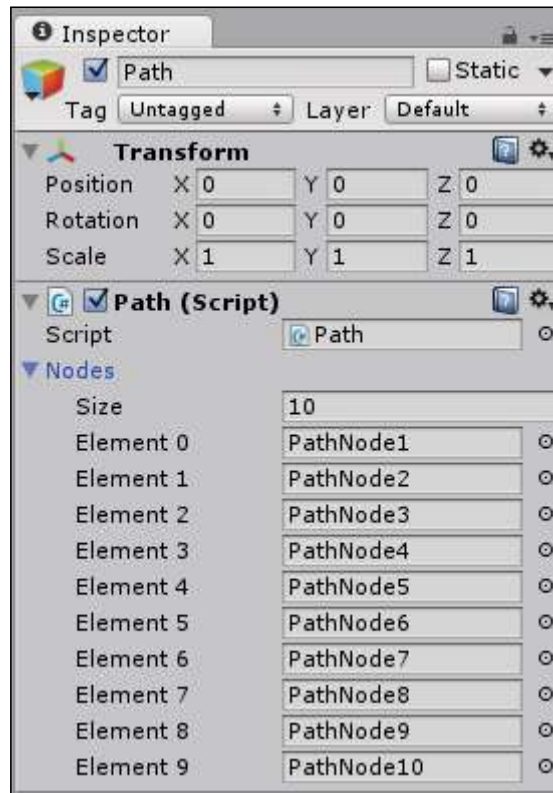 Inspector
Path Static
Tag Untagged Layer Default
Transform
Position X 0 Y 0 Z 0
Rotation X 0 Y 0 Z 0
Scale X 1 Y 1 Z 1
Path (Script)
Script Path
Nodes
Size 10
Element 0 PathNode1
Element 1 PathNode2
Element 2 PathNode3
Element 3 PathNode4
Element 4 PathNode5
Element 5 PathNode6
Element 6 PathNode7
Element 7 PathNode8
Element 8 PathNode9
Element 9 PathNode10